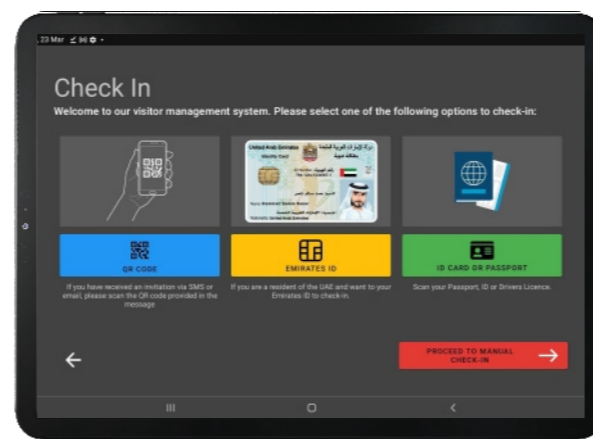 23 Mar
Check In
Welcome to our visitor management system. Please select one of the following options to check-in:
United Arab Emirates
Identity Card
QR CODE
EMIRATES ID
ID CARD OR PASSPORT
If you have received an invitation via SMS or
email, please scan the QR code provided in the
message
If you are a resident of the UAE and want to your
Emirates ID to check-in.
Scan your Passport, ID or Drivers Licence.
PROCEED TO MANUAL
CHECK-IN